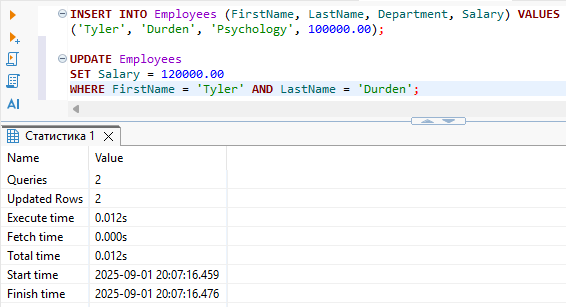 INSERT INTO Employees (FirstName, LastName, Department, Salary) VALUES
('Tyler', 'Durden', 'Psychology', 100000.00);
UPDATE Employees
SET Salary = 120000.00
WHERE FirstName = 'Tyler' AND LastName = 'Durden';
AI
Статистика 1
Name Value
Queries 2
Updated Rows 2
Execute time 0.012s
Fetch time 0.000s
Total time 0.012s
Start time 2025-09-01 20:07:16.459
Finish time 2025-09-01 20:07:16.476